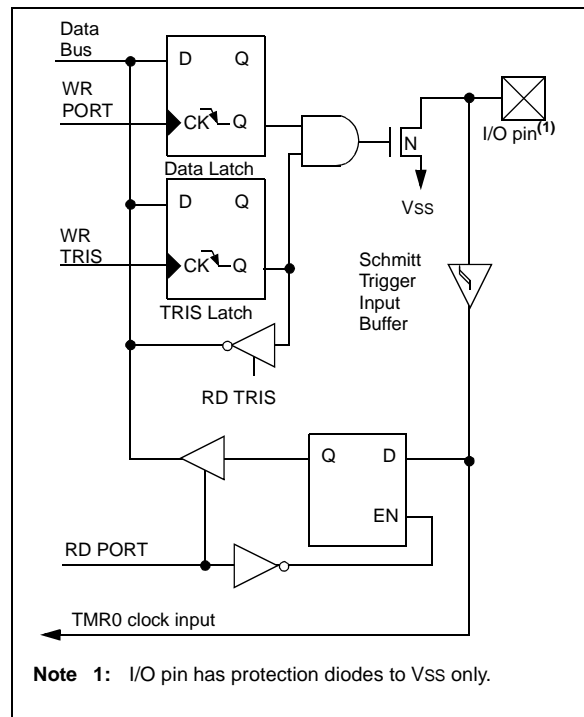 Data
Bus
D Q
WR
PORT
CK Q
Data Latch
I/O pin(1)
N
VSS
D Q
WR
TRIS
CK Q
TRIS Latch
Schmitt
Trigger
Input
Buffer
RD TRIS
Q D
EN
RD PORT
TMR0 clock input
Note 1: I/O pin has protection diodes to VSS only.